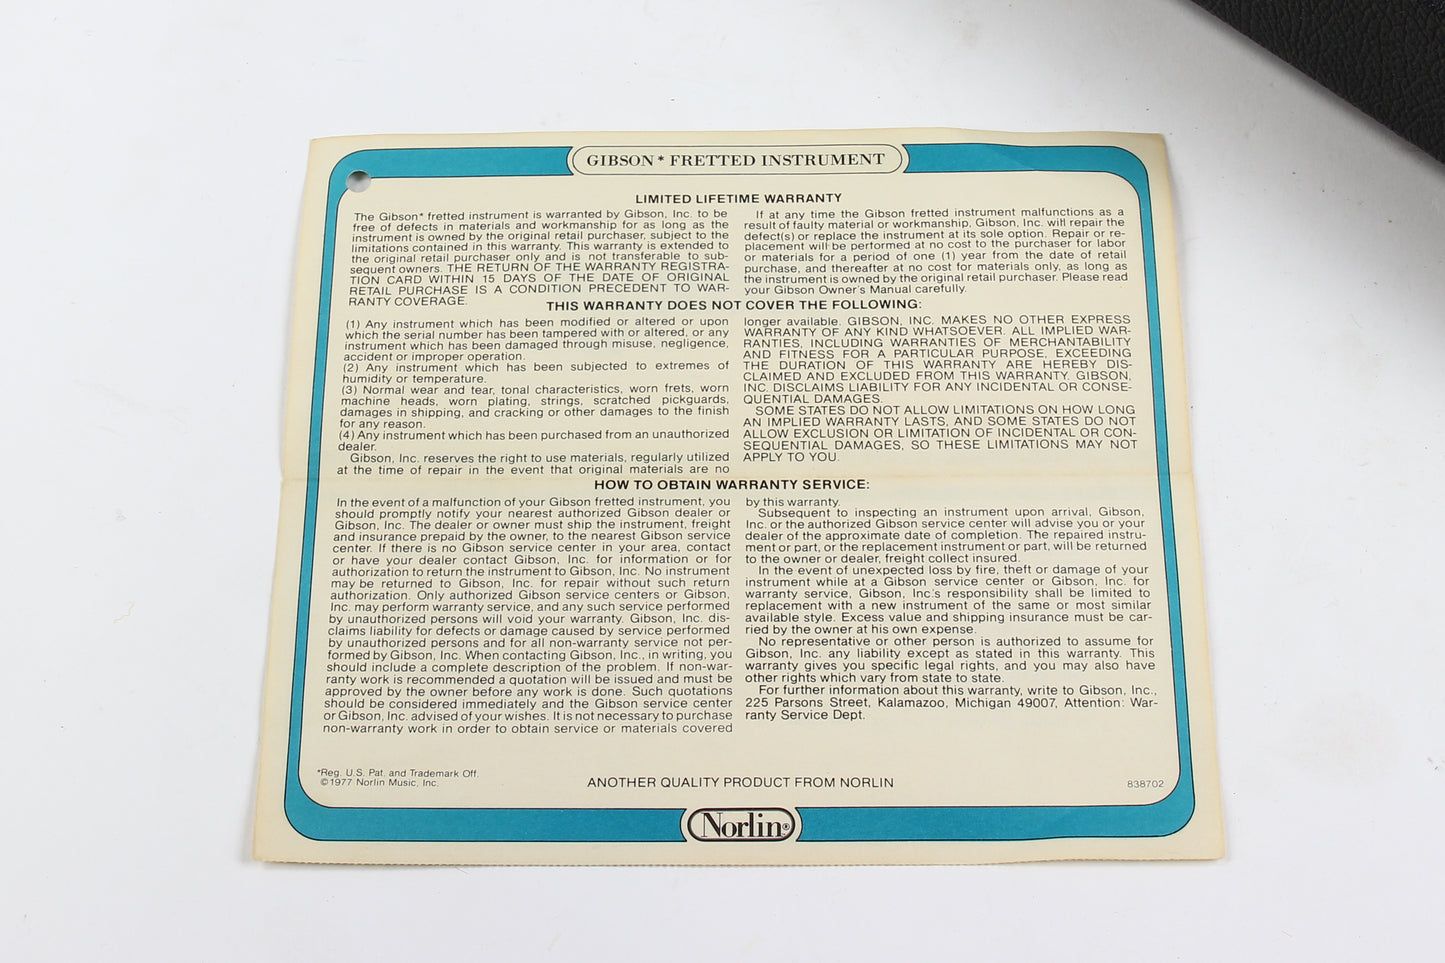 GIBSON* FRETTED INSTRUMENT
LIMITED LIFETIME WARRANTY
The Gibson* fretted instrument is warranted by Gibson, Inc. to be
free of defects in materials and workmanship for as long as the
instrument is owned by the original retail purchaser, subject to the
limitations contained in this warranty. This warranty is extended to
the original retail purchaser only and is not transferable to sub-
sequent owners. THE RETURN OF THE WARRANTY REGISTRA-
TION CARD WITHIN 15 DAYS OF THE DATE OF ORIGINAL
RETAIL PURCHASE IS A CONDITION PRECEDENT TO WAR-
RANTY COVERAGE.
If at any time the Gibson fretted instrument malfunctions as a
result of faulty material or workmanship, Gibson, Inc. will repair the
defect(s) or replace the instrument at its sole option. Repair or re-
placement will be performed at no cost to the purchaser for labor
or materials for a period of one (1) year from the date of retail
purchase, and thereafter at no cost for materials only, as long as
the instrument is owned by the original retail purchaser. Please read
your Gibson Owner's Manual carefully.
THIS WARRANTY DOES NOT COVER THE FOLLOWING:
(1) Any instrument which has been modified or altered or upon
which the serial number has been tampered with or altered, or any
instrument which has been damaged through misuse, negligence,
accident or improper operation.
(2) Any instrument which has been subjected to extremes of
humidity or temperature.
(3) Normal wear and tear, tonal characteristics, worn frets, worn
machine heads, worn plating, strings, scratched pickguards,
damages in shipping, and cracking or other damages to the finish
for any reason.
(4) Any instrument which has been purchased from an unauthorized
dealer.
Gibson, Inc. reserves the right to use materials, regularly utilized
at the time of repair in the event that original materials are no
longer available. GIBSON, INC. MAKES NO OTHER EXPRESS
WARRANTY OF ANY KIND WHATSOEVER. ALL IMPLIED WAR-
RANTIES, INCLUDING WARRANTIES OF MERCHANTABILITY
AND FITNESS FOR A PARTICULAR PURPOSE, EXCEEDING
THE DURATION OF THIS WARRANTY ARE HEREBY DIS-
CLAIMED AND EXCLUDED FROM THIS WARRANTY. GIBSON,
INC. DISCLAIMS LIABILITY FOR ANY INCIDENTAL OR CONSE-
QUENTIAL DAMAGES.
SOME STATES DO NOT ALLOW LIMITATIONS ON HOW LONG
AN IMPLIED WARRANTY LASTS, AND SOME STATES DO NOT
ALLOW EXCLUSION OR LIMITATION OF INCIDENTAL OR CON-
SEQUENTIAL DAMAGES, SO THESE LIMITATIONS MAY NOT
APPLY TO YOU.
HOW TO OBTAIN WARRANTY SERVICE:
In the event of a malfunction of your Gibson fretted instrument, you
should promptly notify your nearest authorized Gibson dealer or
Gibson, Inc. The dealer or owner must ship the instrument, freight
and insurance prepaid by the owner, to the nearest Gibson service
center. If there is no Gibson service center in your area, contact
or have your dealer contact Gibson, Inc. for information or for
authorization to return the instrument to Gibson, Inc. No instrument
may be returned to Gibson, Inc. for repair without such return
authorization. Only authorized Gibson service centers or Gibson,
Inc. may perform warranty service, and any such service performed
by unauthorized persons will void your warranty. Gibson, Inc. dis-
claims liability for defects or damage caused by service performed
by unauthorized persons and for all non-warranty service not per-
formed by Gibson, Inc. When contacting Gibson, Inc., in writing, you
should include a complete description of the problem. If non-war-
ranty work is recommended a quotation will be issued and must be
approved by the owner before any work is done. Such quotations
should be considered immediately and the Gibson service center
or Gibson, Inc. advised of your wishes. It is not necessary to purchase
non-warranty work in order to obtain service or materials covered
by this warranty.
Subsequent to inspecting an instrument upon arrival, Gibson,
Inc. or the authorized Gibson service center will advise you or your
dealer of the approximate date of completion. The repaired instru-
ment or part, or the replacement instrument or part, will be returned
to the owner or dealer, freight collect insured.
In the event of unexpected loss by fire, theft or damage of your
instrument while at a Gibson service center or Gibson, Inc. for
warranty service, Gibson, Inc.'s responsibility shall be limited to
replacement with a new instrument of the same or most similar
available style. Excess value and shipping insurance must be car-
ried by the owner at his own expense.
No representative or other person is authorized to assume for
Gibson, Inc. any liability except as stated in this warranty. This
warranty gives you specific legal rights, and you may also have
other rights which vary from state to state.
For further information about this warranty, write to Gibson, Inc.,
225 Parsons Street, Kalamazoo, Michigan 49007, Attention: War-
ranty Service Dept.
*Reg. U.S. Pat. and Trademark Off.
©1977 Norlin Music, Inc.
ANOTHER QUALITY PRODUCT FROM NORLIN
838702
Norlin®